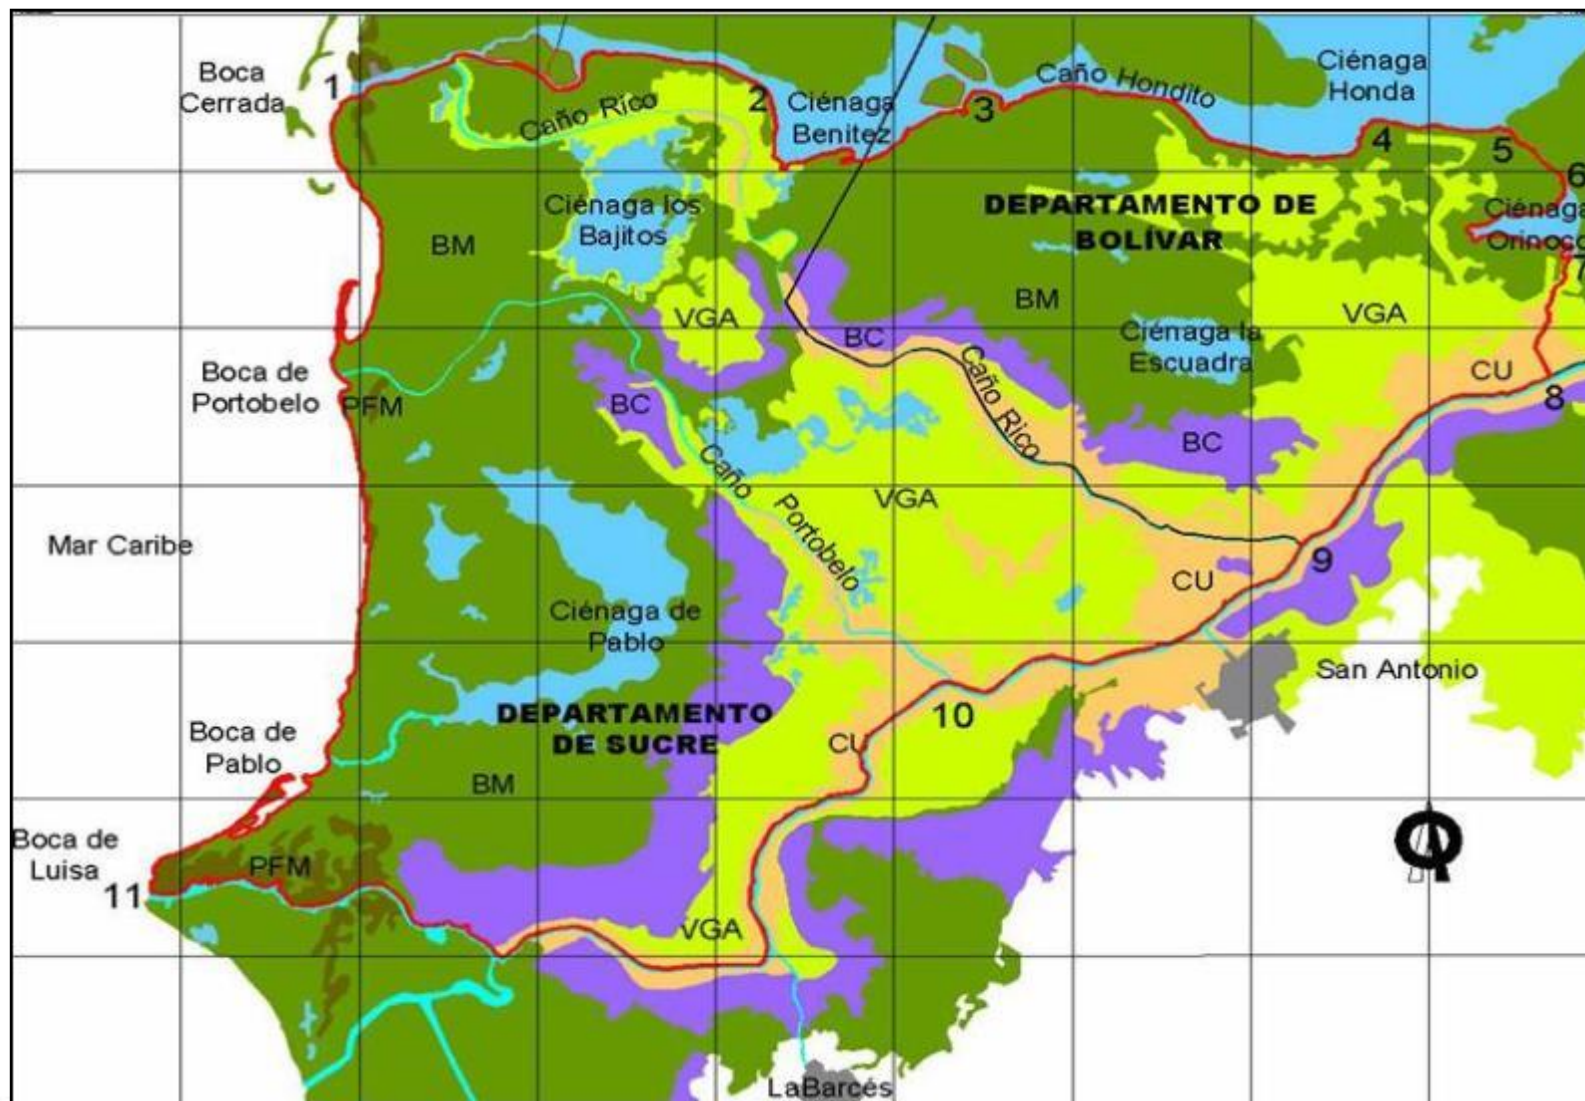 Boca
Cerrada
1
Caño Rico
2
Ciénaga
Benitez
3
Caño Hondito
Ciénaga
Honda
4
5
6
Ciénaga
Orinoco
7
Ciénaga los
Bajitos
BM
DEPARTAMENTO DE
BOLÍVAR
BM
VGA
VGA
BC
Ciénaga la
Escuadra
CU
8
Boca de
Portobelo
PFM
BC
Caño Rico
BC
Caño Portobelo
VGA
Mar Caribe
9
CU
Ciénaga de
Pablo
San Antonio
DEPARTAMENTO
DE SUCRE
10
CU
Boca de
Pablo
BM
Boca de
Luisa
PFM
11
VGA
LaBarcés